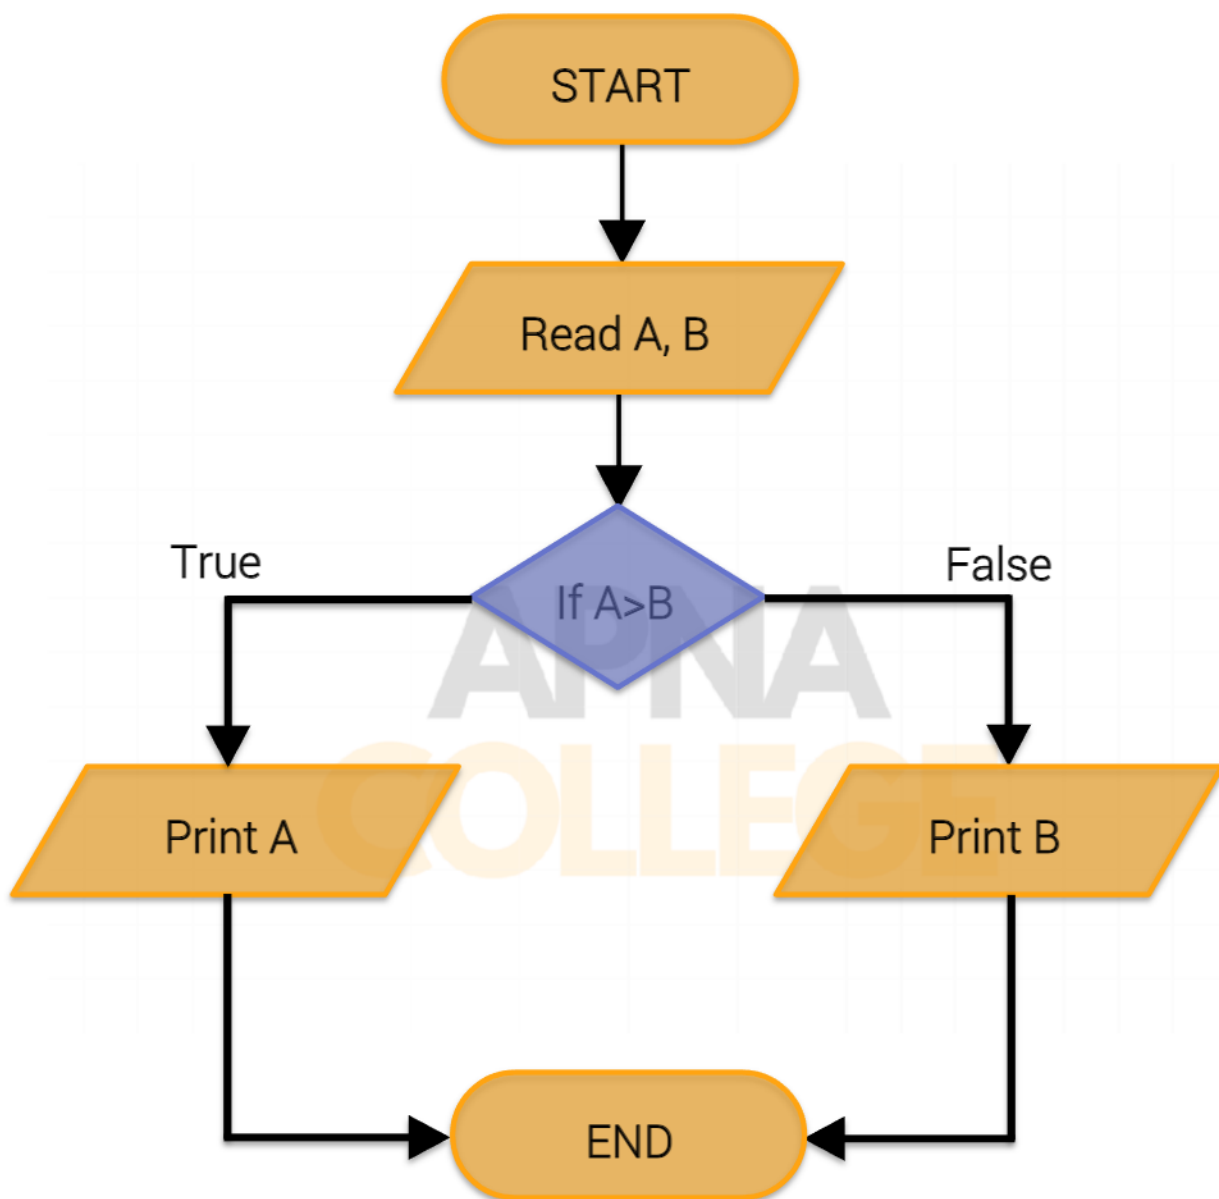 START
Read A, B
True
If A>B
False
APNA
COLLEGE
Print A
Print B
END